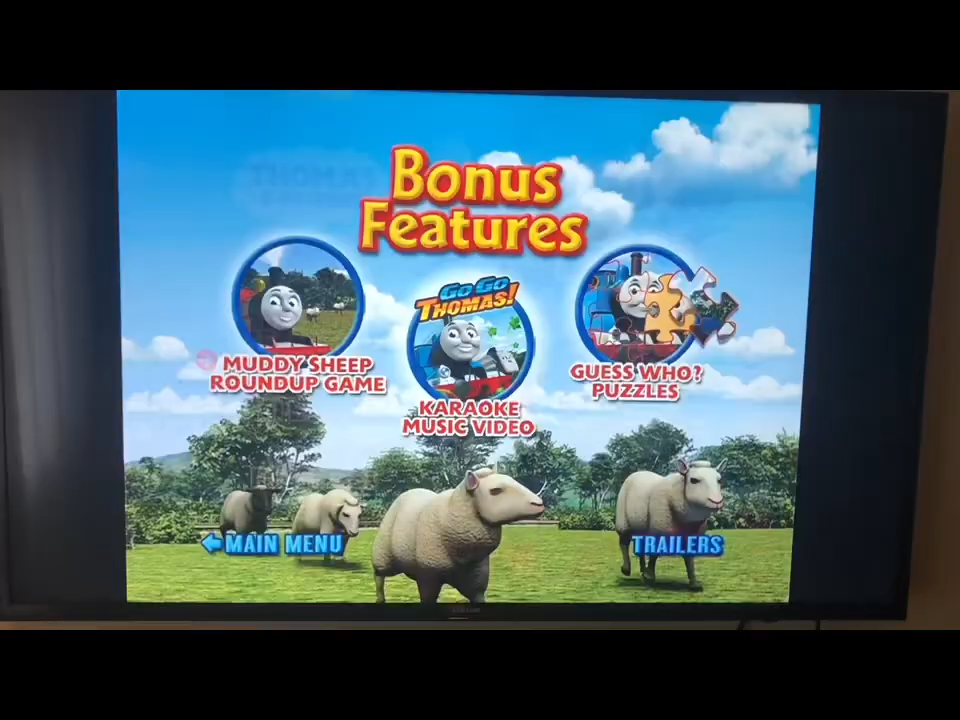 Bonus
Features
GO GO
THOMAS!
MUDDY SHEEP
ROUNDUP GAME
KARAOKE
MUSIC VIDEO
GUESS WHO?
PUZZLES
MAIN MENU
TRAILERS